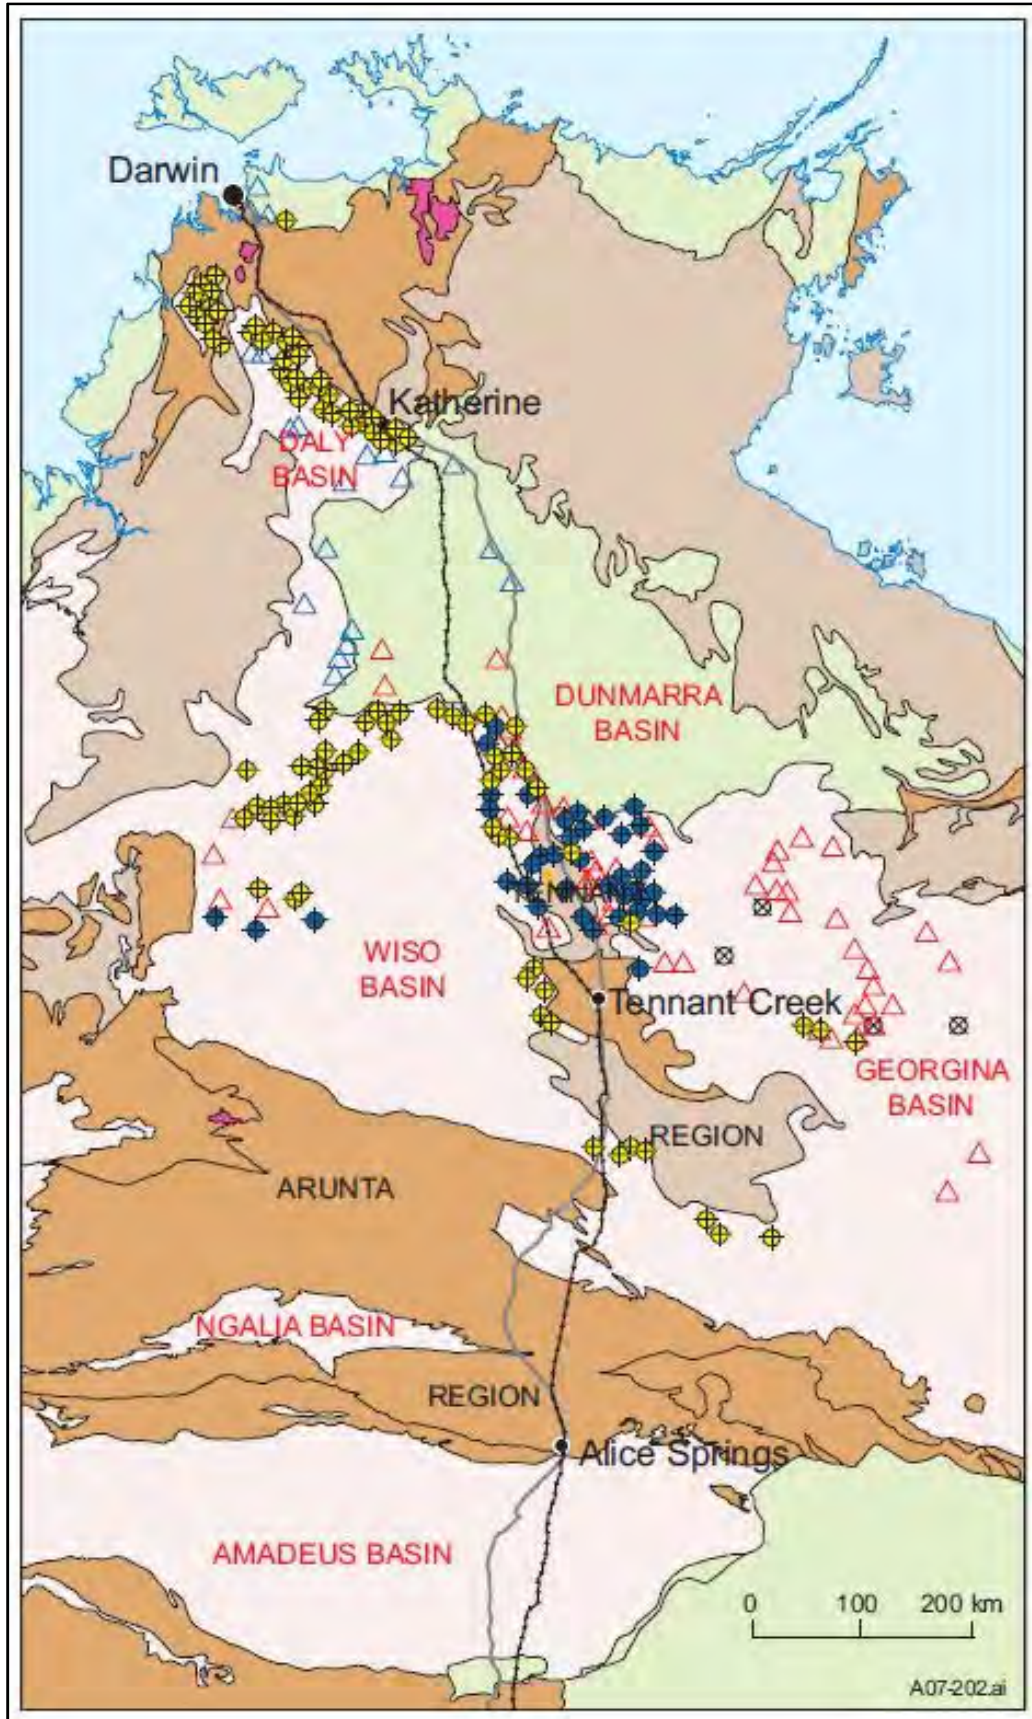 Darwin
Katherine
DALY
BASIN
DUNMARRA
BASIN
TENNANT
WISO
BASIN
Tennant Creek
GEORGINA
BASIN
REGION
ARUNTA
NGALIA BASIN
REGION
Alice Springs
AMADEUS BASIN
0 100 200 km
A07-202.ai